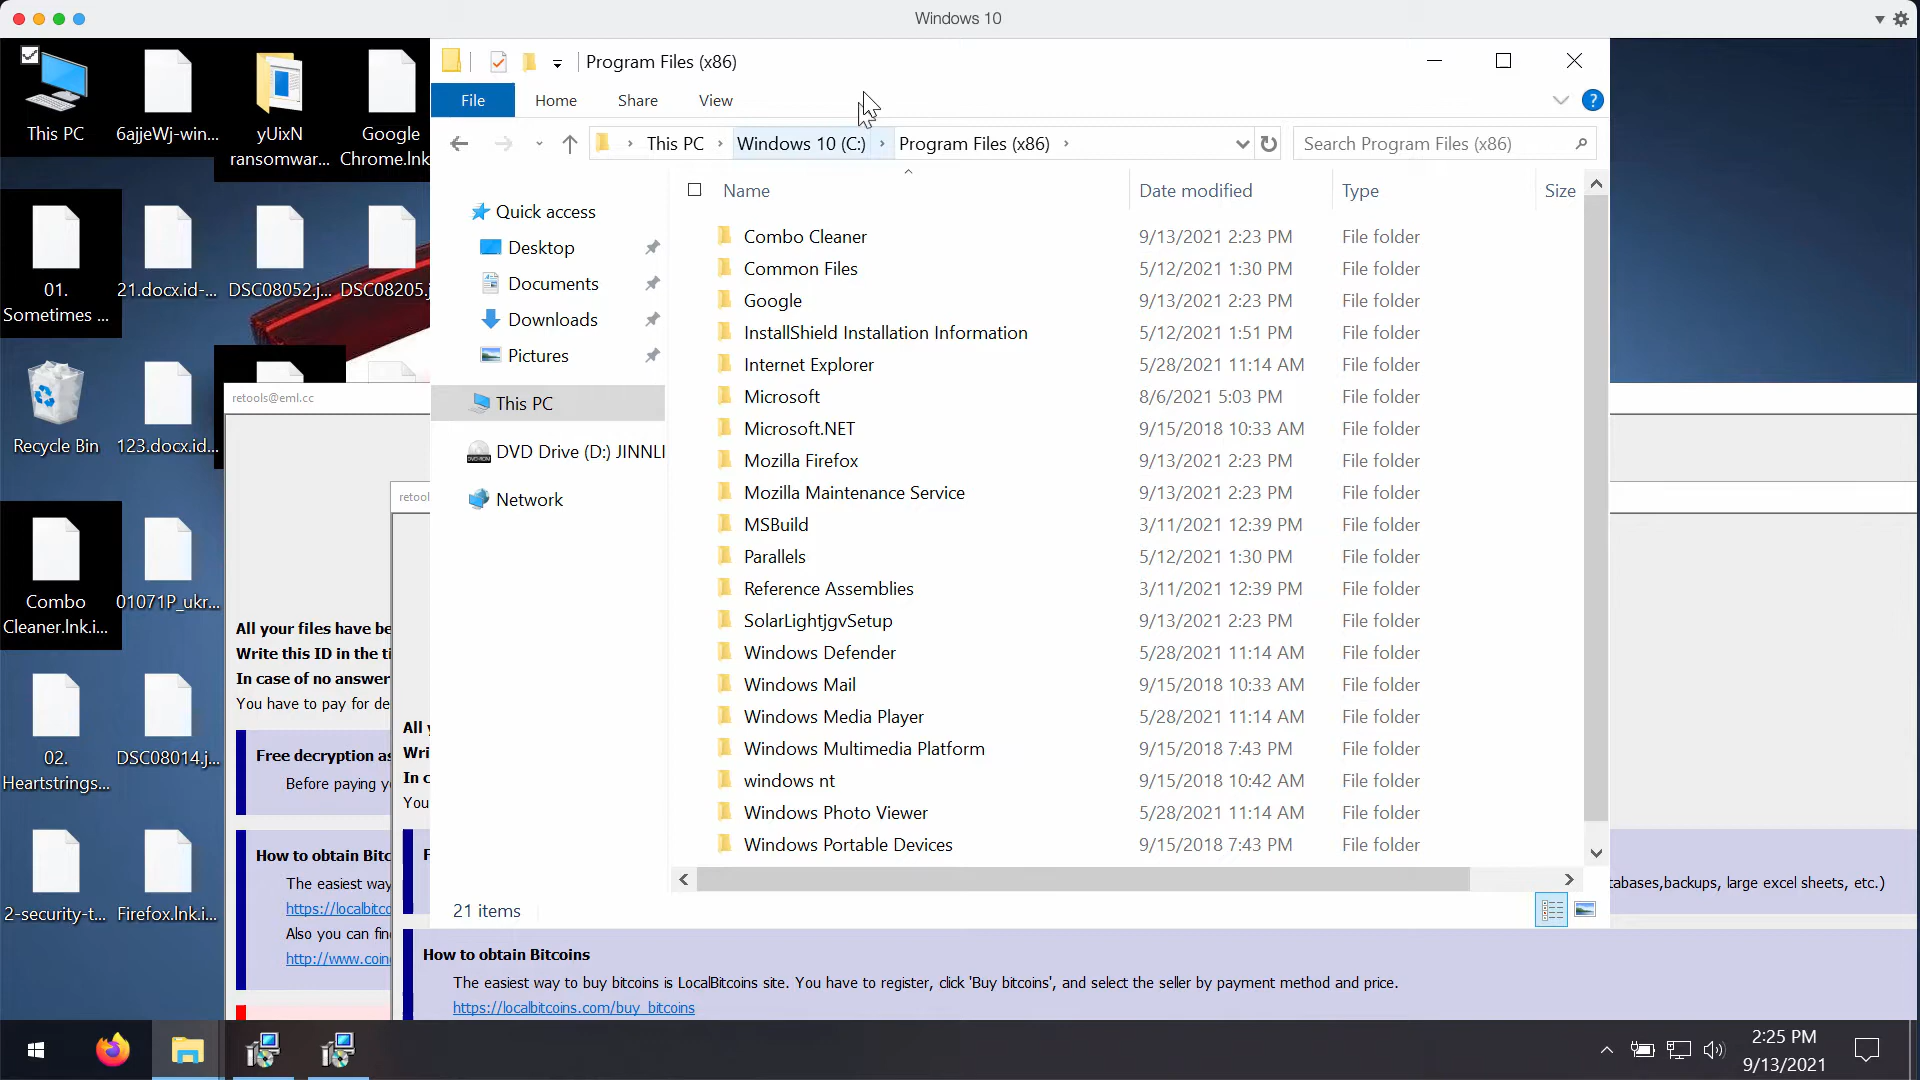 Windows 10
This PC
6ajjeWj-win...
yUixN
ransomwar...
Google
Chrome.lnk
01.
Sometimes ...
21.docx.id-...
DSC08052.j...
DSC08205.j
Recycle Bin
123.docx.id...
Combo
Cleaner.lnk.i...
01071P_ukr...
02.
Heartstrings...
DSC08014.j...
2-security-t...
Firefox.lnk.i...
Program Files (x86)
File
Home
Share
View
This PC
Windows 10 (C:)
Program Files (x86)
Search Program Files (x86)
Quick access
Desktop
Documents
Downloads
Pictures
This PC
DVD Drive (D:) JINNLI
Network
Name Date modified Type Size
Combo Cleaner 9/13/2021 2:23 PM File folder
Common Files 5/12/2021 1:30 PM File folder
Google 9/13/2021 2:23 PM File folder
InstallShield Installation Information 5/12/2021 1:51 PM File folder
Internet Explorer 5/28/2021 11:14 AM File folder
Microsoft 8/6/2021 5:03 PM File folder
Microsoft.NET 9/15/2018 10:33 AM File folder
Mozilla Firefox 9/13/2021 2:23 PM File folder
Mozilla Maintenance Service 9/13/2021 2:23 PM File folder
MSBuild 3/11/2021 12:39 PM File folder
Parallels 5/12/2021 1:30 PM File folder
Reference Assemblies 3/11/2021 12:39 PM File folder
SolarLightjgvSetup 9/13/2021 2:23 PM File folder
Windows Defender 5/28/2021 11:14 AM File folder
Windows Mail 9/15/2018 10:33 AM File folder
Windows Media Player 5/28/2021 11:14 AM File folder
Windows Multimedia Platform 9/15/2018 7:43 PM File folder
windows nt 9/15/2018 10:42 AM File folder
Windows Photo Viewer 5/28/2021 11:14 AM File folder
Windows Portable Devices 9/15/2018 7:43 PM File folder
21 items
retools@eml.cc
All your files have be
Write this ID in the ti
In case of no answer
You have to pay for de
Free decryption as
Before paying y
How to obtain Bitc
The easiest way
https://localbitco
Also you can fin
http://www.coin
retool
All y
Wri
In c
You
F
tabases,backups, large excel sheets, etc.)
How to obtain Bitcoins
The easiest way to buy bitcoins is LocalBitcoins site. You have to register, click 'Buy bitcoins', and select the seller by payment method and price.
https://localbitcoins.com/buy_bitcoins
2:25 PM
9/13/2021